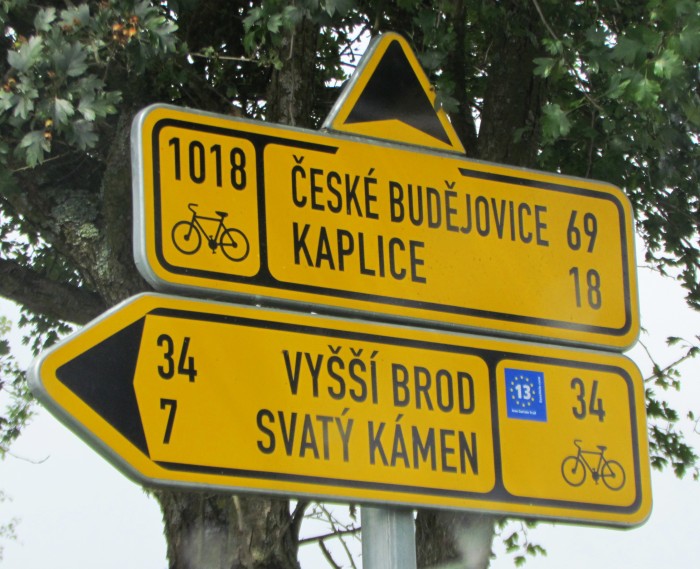 1018
ČESKÉ BUDĚJOVICE 69
KAPLICE 18
34 VYŠŠÍ BROD
7 SVATÝ KÁMEN
13
34